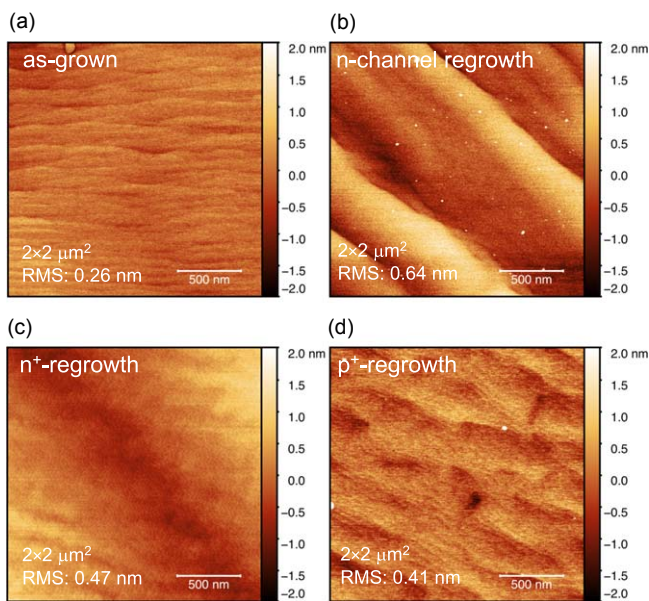 (a)
as-grown
2.0 nm
1.5
1.0
0.5
0.0
−0.5
−1.0
−1.5
−2.0
2×2 μm²
RMS: 0.26 nm
500 nm
(b)
n-channel regrowth
2.0 nm
1.5
1.0
0.5
0.0
−0.5
−1.0
−1.5
−2.0
2×2 μm²
RMS: 0.64 nm
500 nm
(c)
n⁺-regrowth
2.0 nm
1.5
1.0
0.5
0.0
−0.5
−1.0
−1.5
−2.0
2×2 μm²
RMS: 0.47 nm
500 nm
(d)
p⁺-regrowth
2.0 nm
1.5
1.0
0.5
0.0
−0.5
−1.0
−1.5
−2.0
2×2 μm²
RMS: 0.41 nm
500 nm